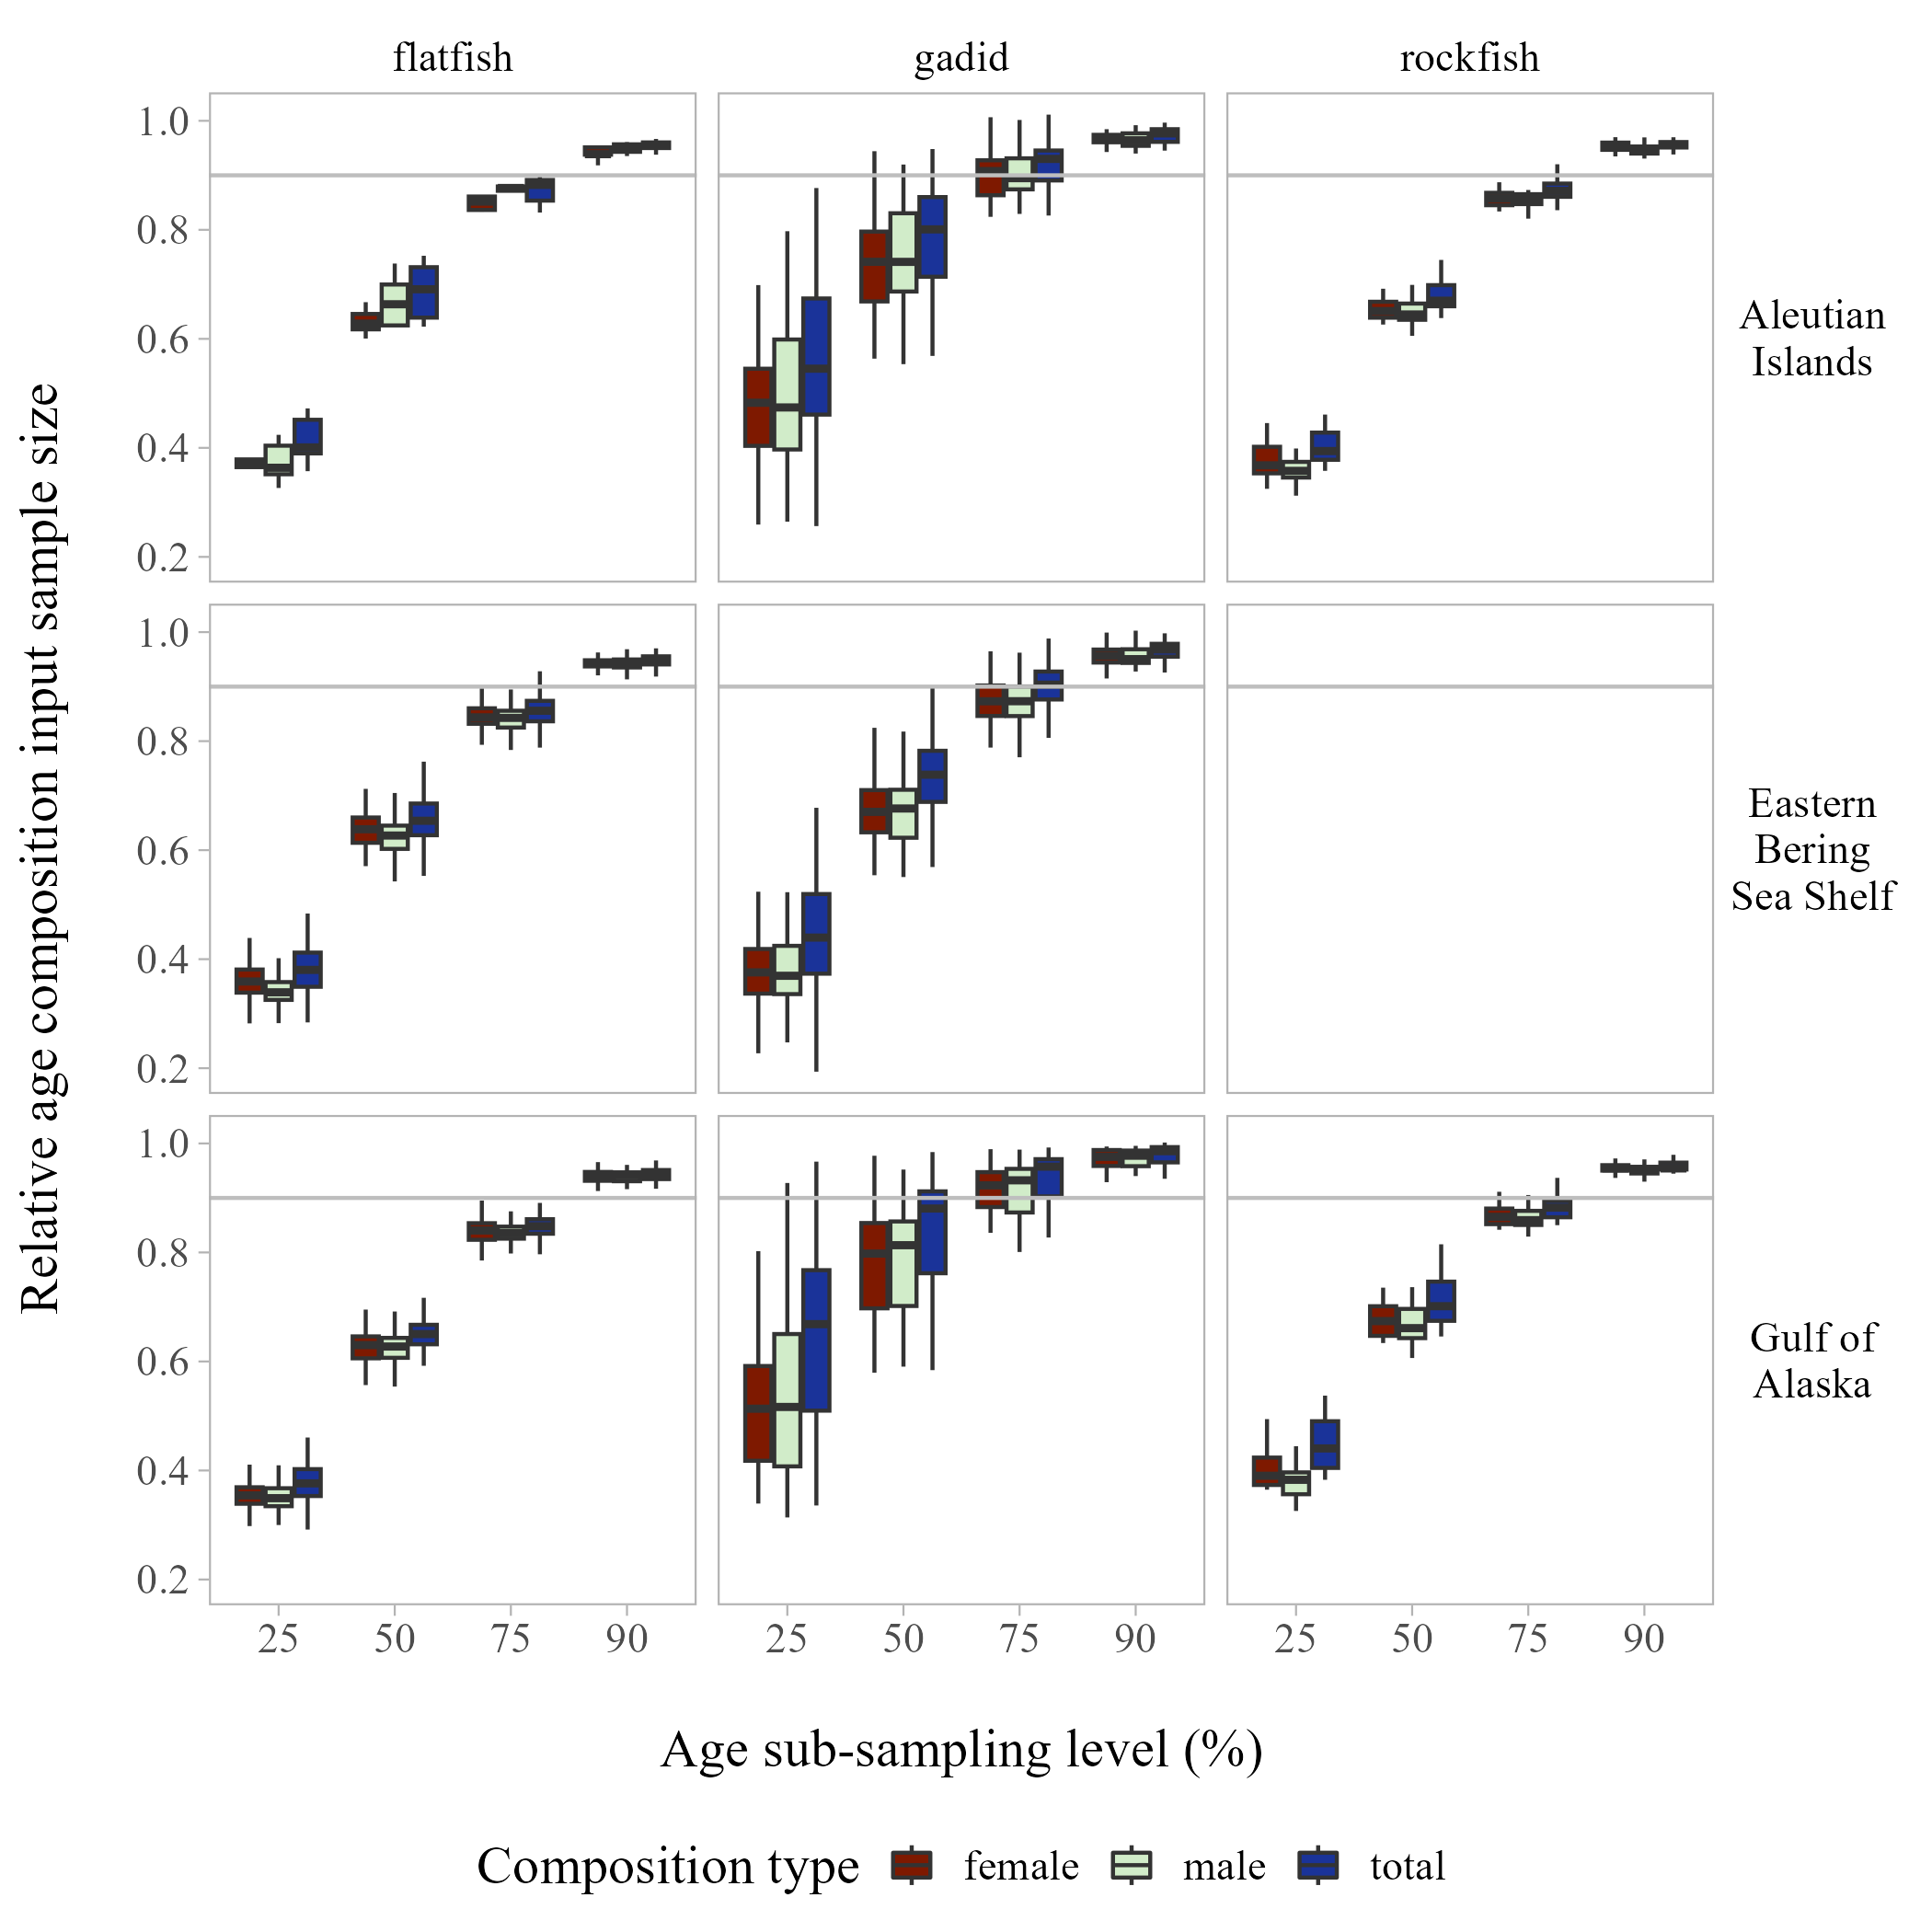 flatfish gadid rockfish
1.0
0.8
0.6
0.4
0.2
Aleutian
Islands
1.0
0.8
0.6
0.4
0.2
Eastern
Bering
Sea Shelf
1.0
0.8
0.6
0.4
0.2
Gulf of
Alaska
Relative age composition input sample size
25 50 75 90 25 50 75 90 25 50 75 90
Age sub-sampling level (%)
Composition type female male total